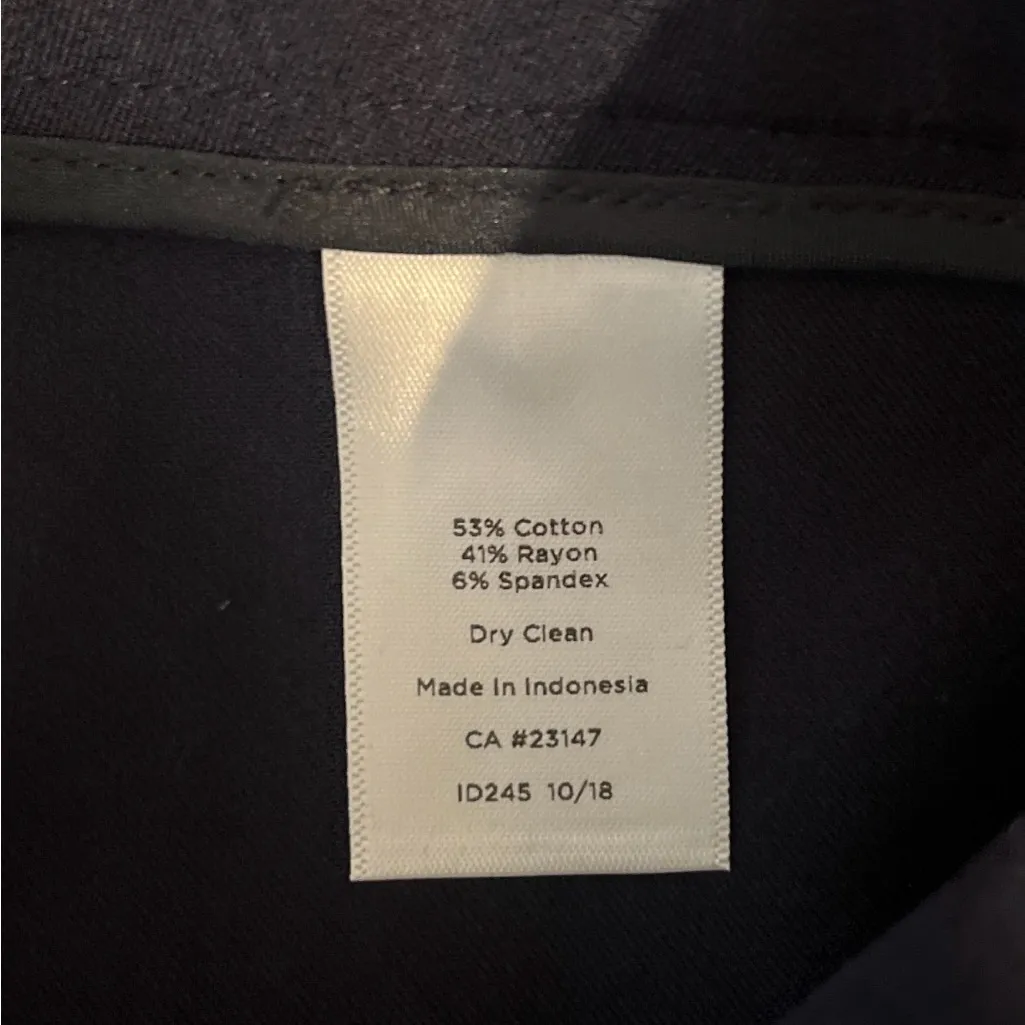 53% Cotton
41% Rayon
6% Spandex
Dry Clean
Made In Indonesia
CA #23147
ID245 10/18